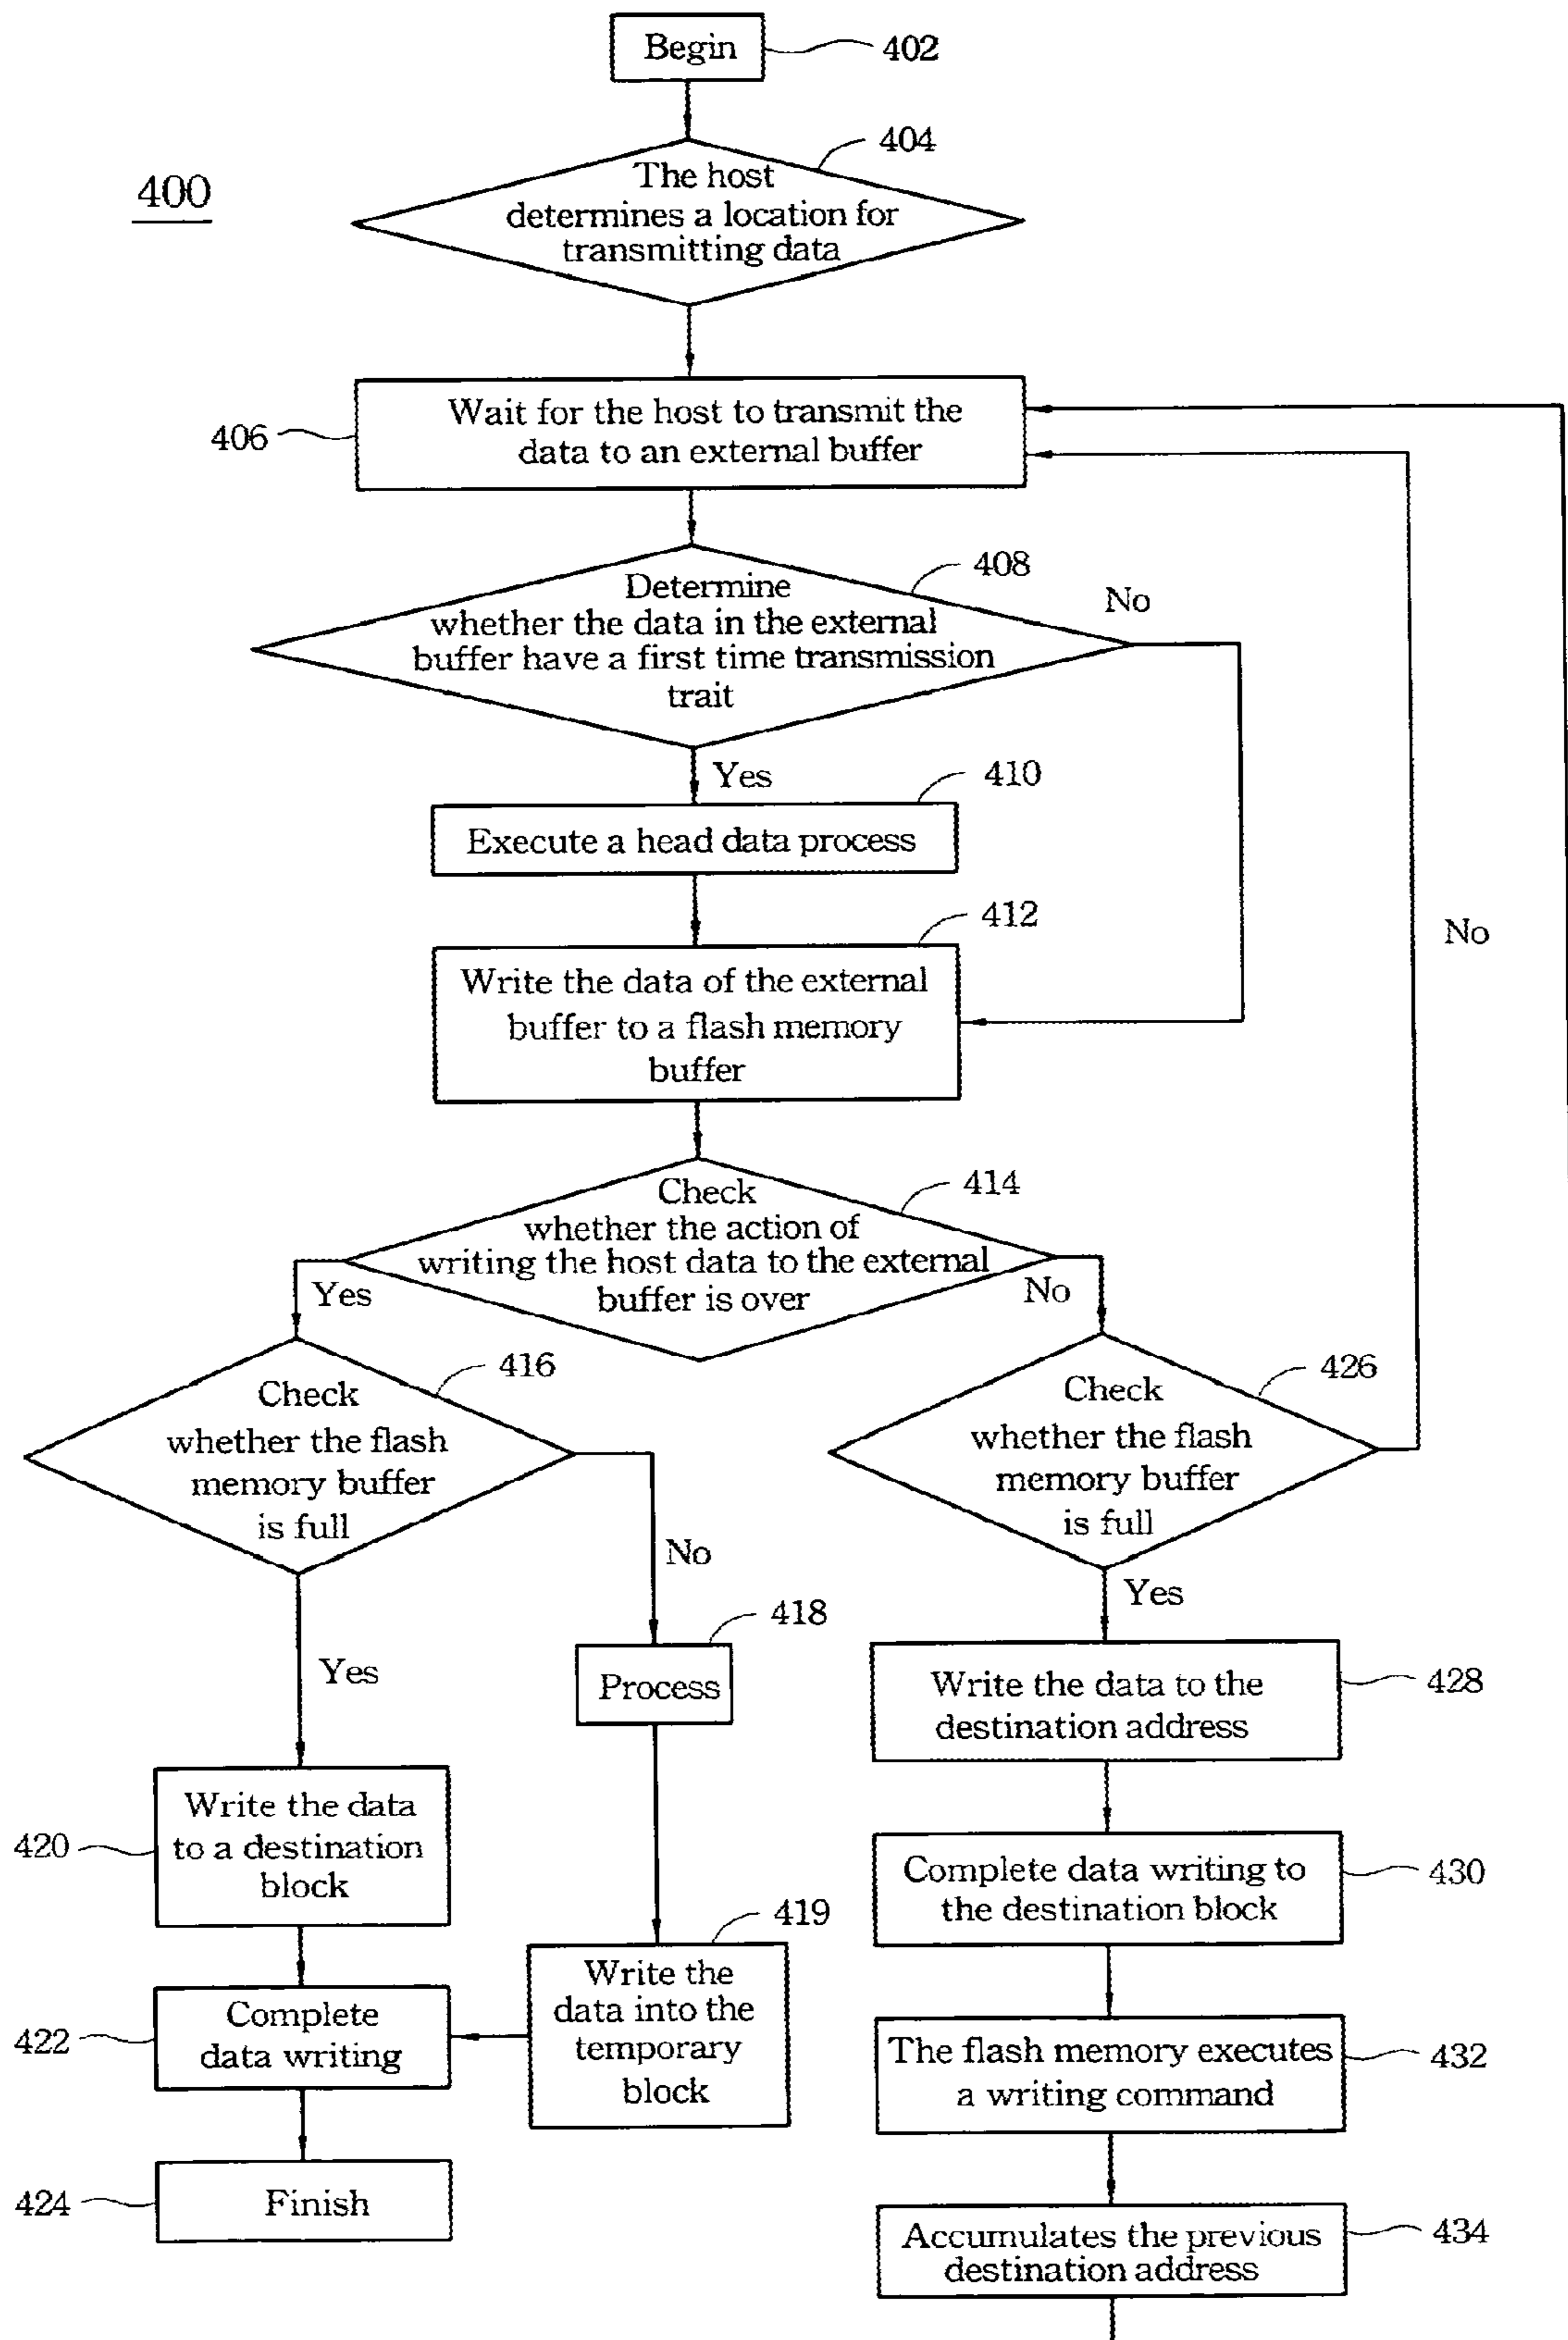 Begin
402
400
404
The host
determines a location for
transmitting data
406
Wait for the host to transmit the
data to an external buffer
408
Determine
whether the data in the external
buffer have a first time transmission
trait
No
Yes
410
Execute a head data process
412
Write the data of the external
buffer to a flash memory
buffer
No
414
Check
whether the action of
writing the host data to the external
buffer is over
Yes
No
416
Check
whether the flash
memory buffer
is full
426
Check
whether the flash
memory buffer
is full
No
Yes
418
Process
Yes
Write the data to the
destination address
428
420
Write the data
to a destination
block
Complete data writing to
the destination block
430
419
Write the
data into the
temporary
block
422
Complete
data writing
The flash memory executes
a writing command
432
424
Finish
Accumulates the previous
destination address
434